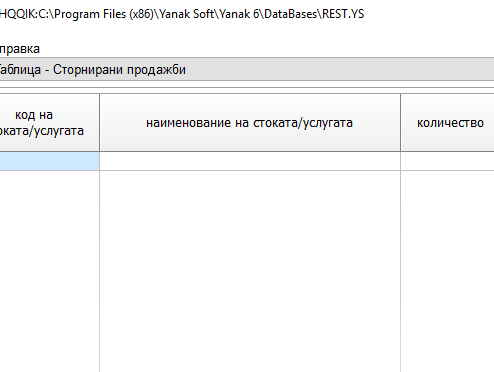 HQQIK:C:\Program Files (x86)\Yanak Soft\Yanak 6\DataBases\REST.YS
правка
Таблица - Сторнирани продажби
код на
оката/услугата
наименование на стоката/услугата
количество